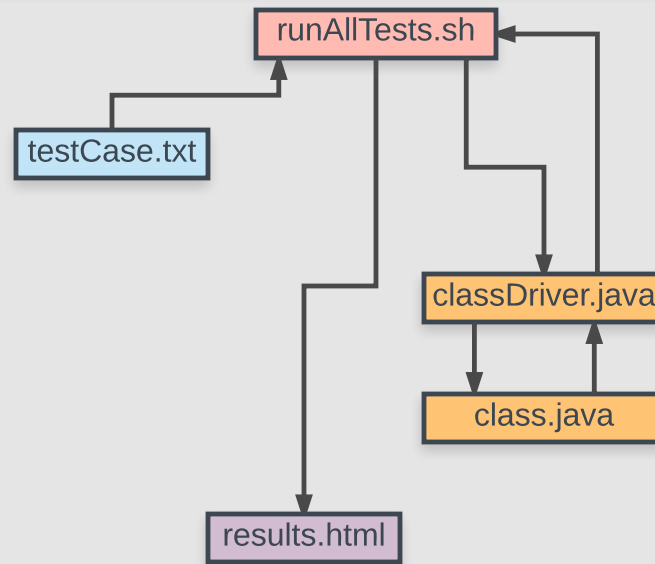 runAllTests.sh
testCase.txt
classDriver.java
class.java
results.html